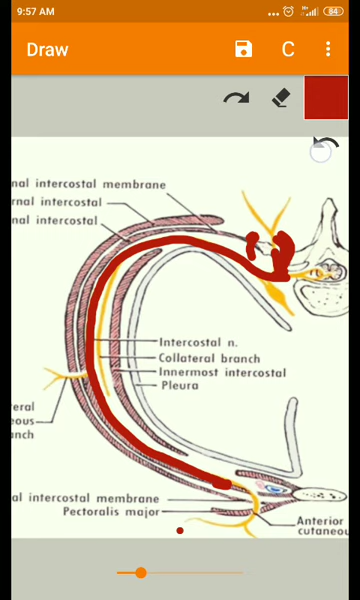 9:57 AM
84
Draw
C
nal intercostal membrane
rnal intercostal
nal intercostal
Intercostal n.
Collateral branch
Innermost intercostal
Pleura
eral
eous
anch
al intercostal membrane
Pectoralis major
Anterior
cutaneou